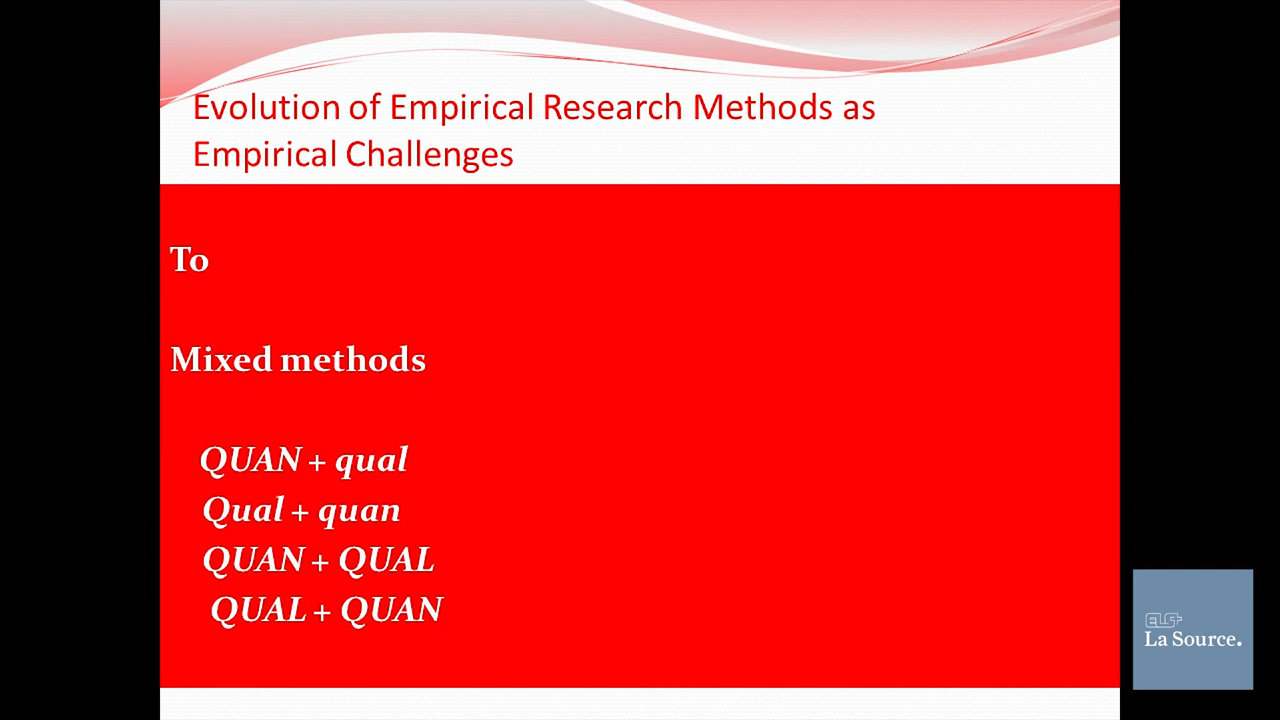 Evolution of Empirical Research Methods as
Empirical Challenges
To
Mixed methods
QUAN + qual
Qual + quan
QUAN + QUAL
QUAL + QUAN
ELS+
La Source.